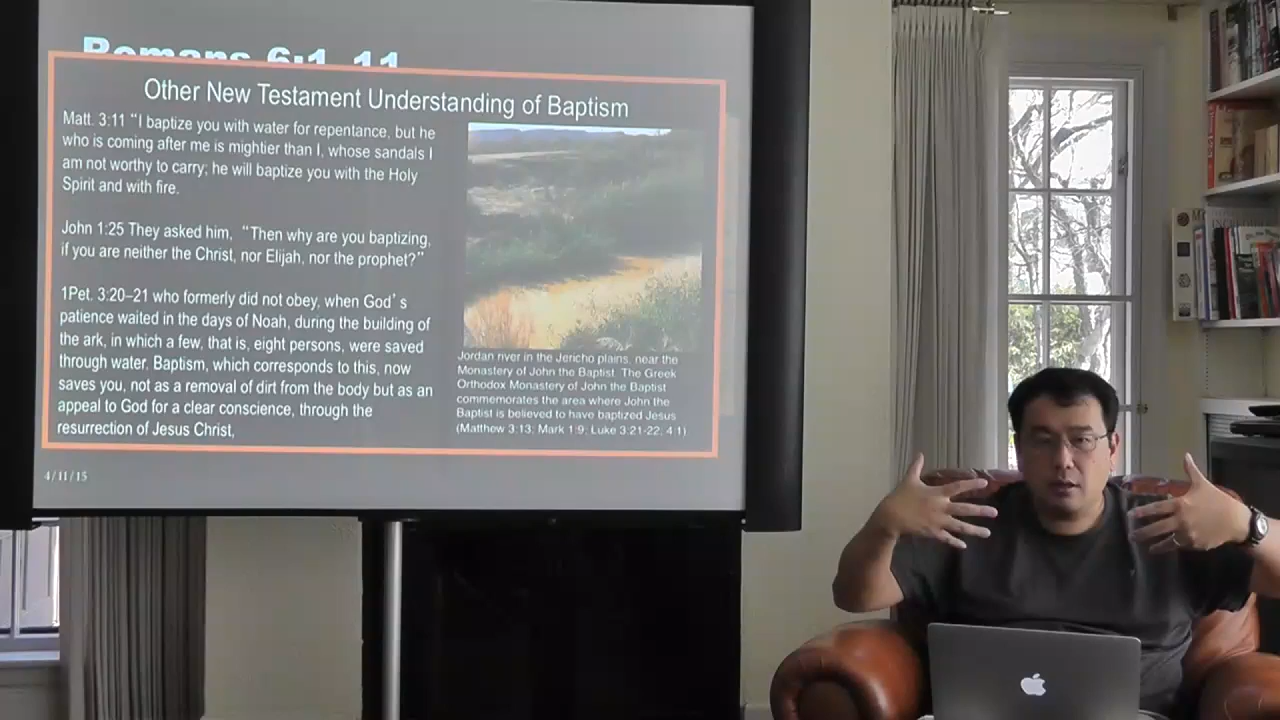 Romans 6:1-11
Other New Testament Understanding of Baptism
Matt. 3:11 “I baptize you with water for repentance, but he
who is coming after me is mightier than I, whose sandals I
am not worthy to carry; he will baptize you with the Holy
Spirit and with fire.
John 1:25 They asked him, “Then why are you baptizing,
if you are neither the Christ, nor Elijah, nor the prophet?”
1Pet. 3:20–21 who formerly did not obey, when God’s
patience waited in the days of Noah, during the building of
the ark, in which a few, that is, eight persons, were saved
through water. Baptism, which corresponds to this, now
saves you, not as a removal of dirt from the body but as an
appeal to God for a clear conscience, through the
resurrection of Jesus Christ,
Jordan river in the Jericho plains, near the
Monastery of John the Baptist. The Greek
Orthodox Monastery of John the Baptist
commemorates the area where John the
Baptist is believed to have baptized Jesus
(Matthew 3:13; Mark 1:9; Luke 3:21-22; 4:1)
4/11/15